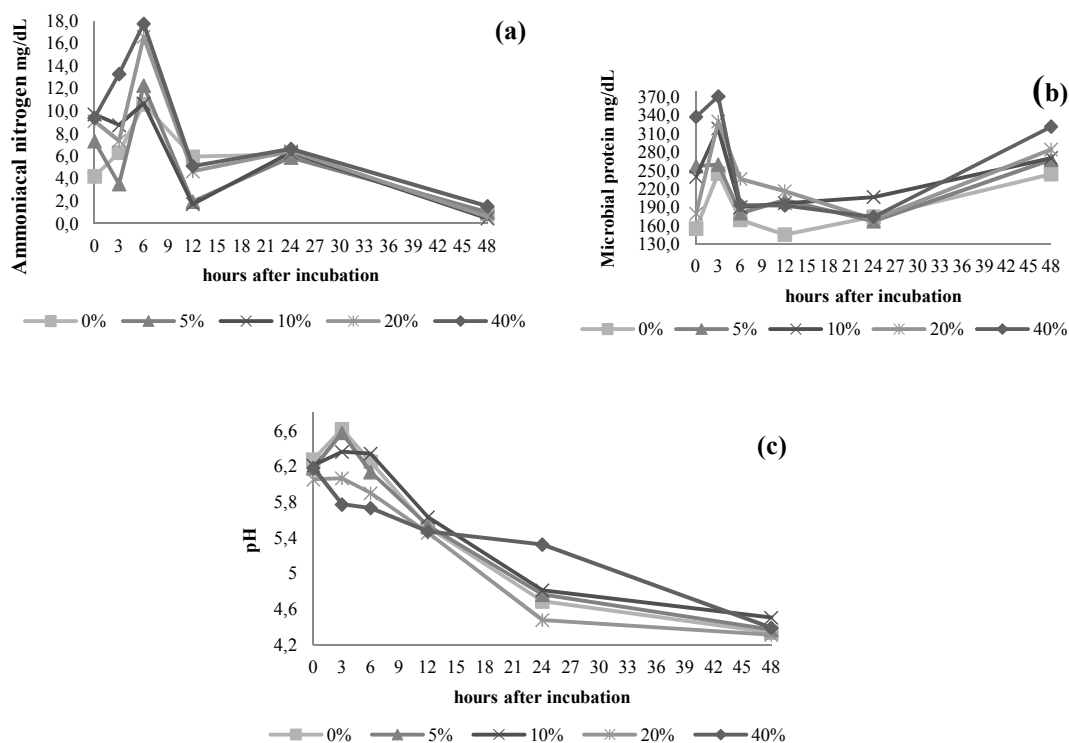 (a)
Ammoniacal nitrogen mg/dL
18,0
16,0
14,0
12,0
10,0
8,0
6,0
4,0
2,0
0,0
0 3 6 9 12 15 18 21 24 27 30 33 36 39 42 45 48
hours after incubation
0% 5% 10% 20% 40%
(b)
Microbial protein mg/dL
370,0
340,0
310,0
280,0
250,0
220,0
190,0
160,0
130,0
0 3 6 9 12 15 18 21 24 27 30 33 36 39 42 45 48
hours after incubation
0% 5% 10% 20% 40%
(c)
pH
6,6
6,2
5,8
5,4
5
4,6
4,2
0 3 6 9 12 15 18 21 24 27 30 33 36 39 42 45 48
hours after incubation
0% 5% 10% 20% 40%